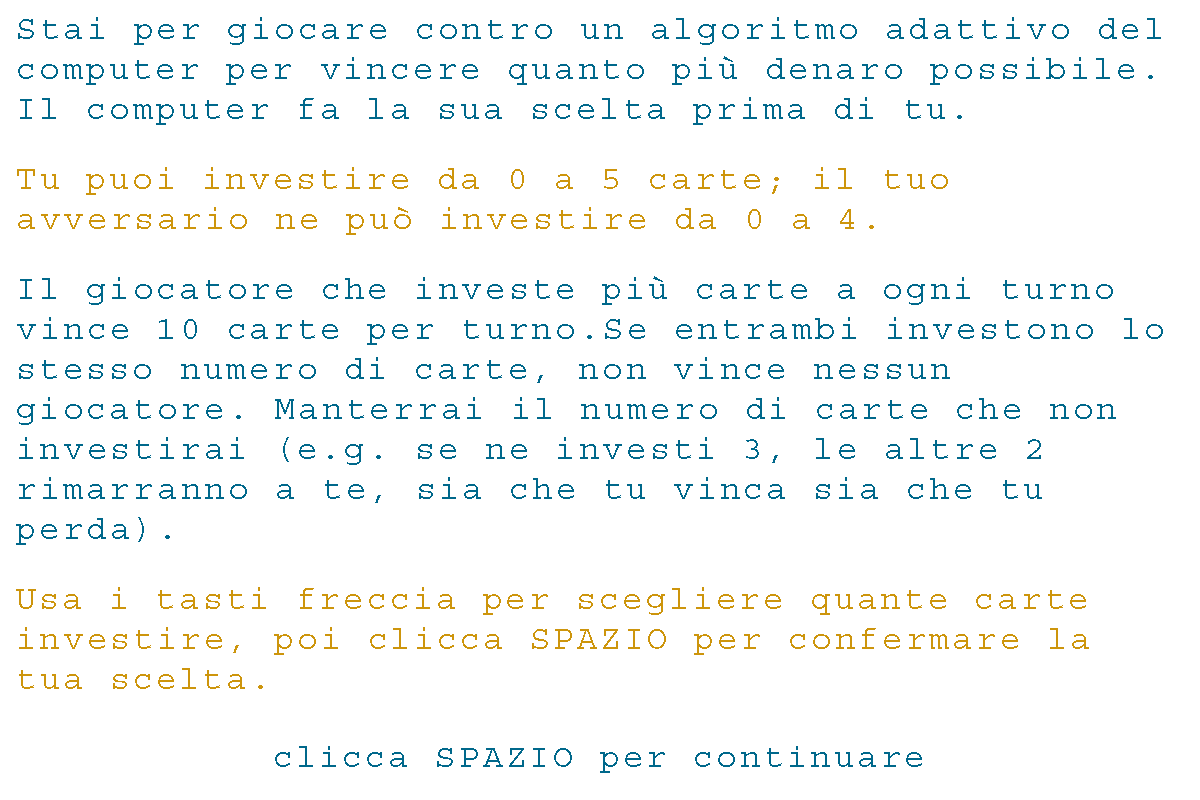 Stai per giocare contro un algoritmo adattivo del
computer per vincere quanto più denaro possibile.
Il computer fa la sua scelta prima di tu.
Tu puoi investire da 0 a 5 carte; il tuo
avversario ne può investire da 0 a 4.
Il giocatore che investe più carte a ogni turno
vince 10 carte per turno.Se entrambi investono lo
stesso numero di carte, non vince nessun
giocatore. Manterrai il numero di carte che non
investirai (e.g. se ne investi 3, le altre 2
rimarranno a te, sia che tu vinca sia che tu
perda).
Usa i tasti freccia per scegliere quante carte
investire, poi clicca SPAZIO per confermare la
tua scelta.
clicca SPAZIO per continuare